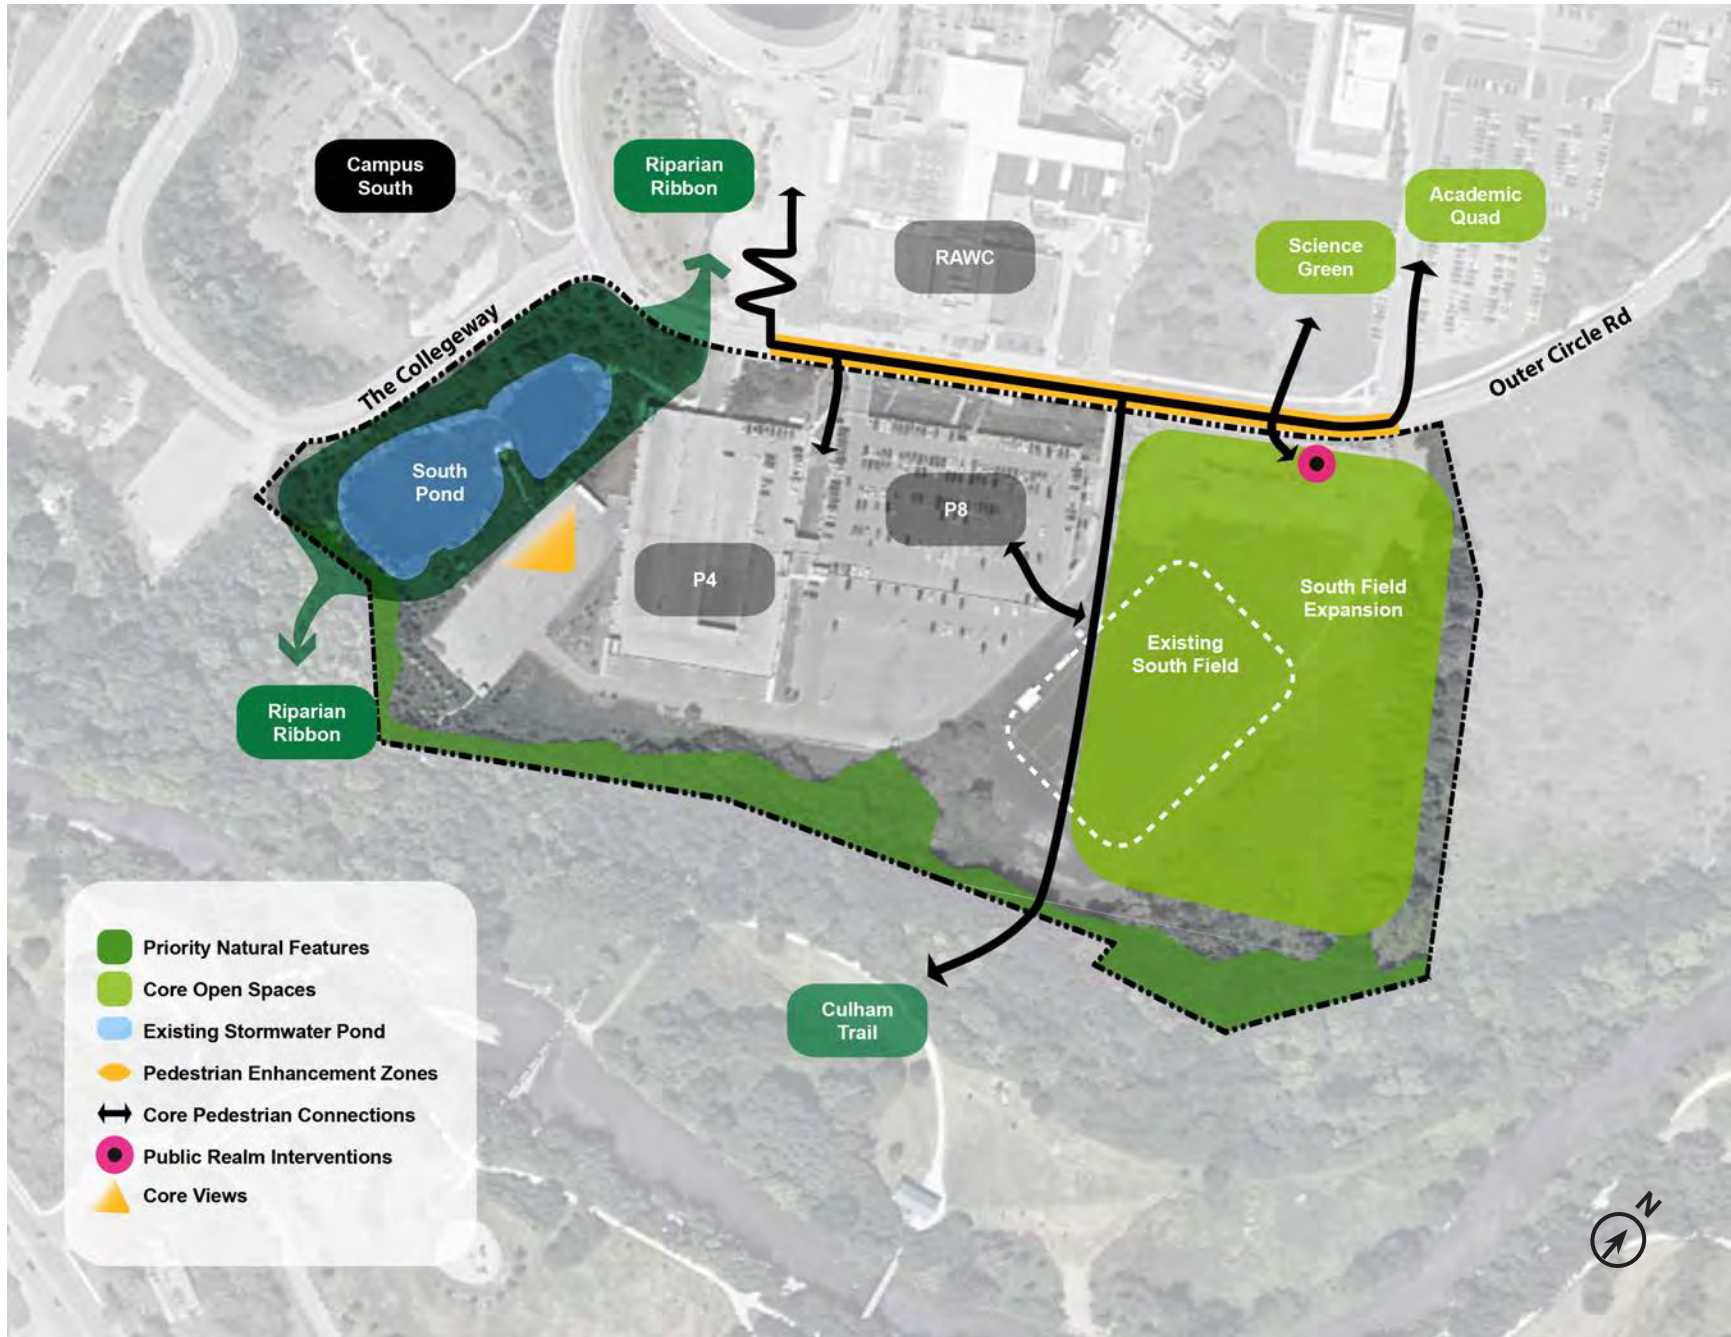 Campus
South
Riparian
Ribbon
RAWC
Academic
Quad
Science
Green
The Collegeway
Outer Circle Rd
South
Pond
P8
P4
South Field
Expansion
Existing
South Field
Riparian
Ribbon
Culham
Trail
Priority Natural Features
Core Open Spaces
Existing Stormwater Pond
Pedestrian Enhancement Zones
Core Pedestrian Connections
Public Realm Interventions
Core Views
N